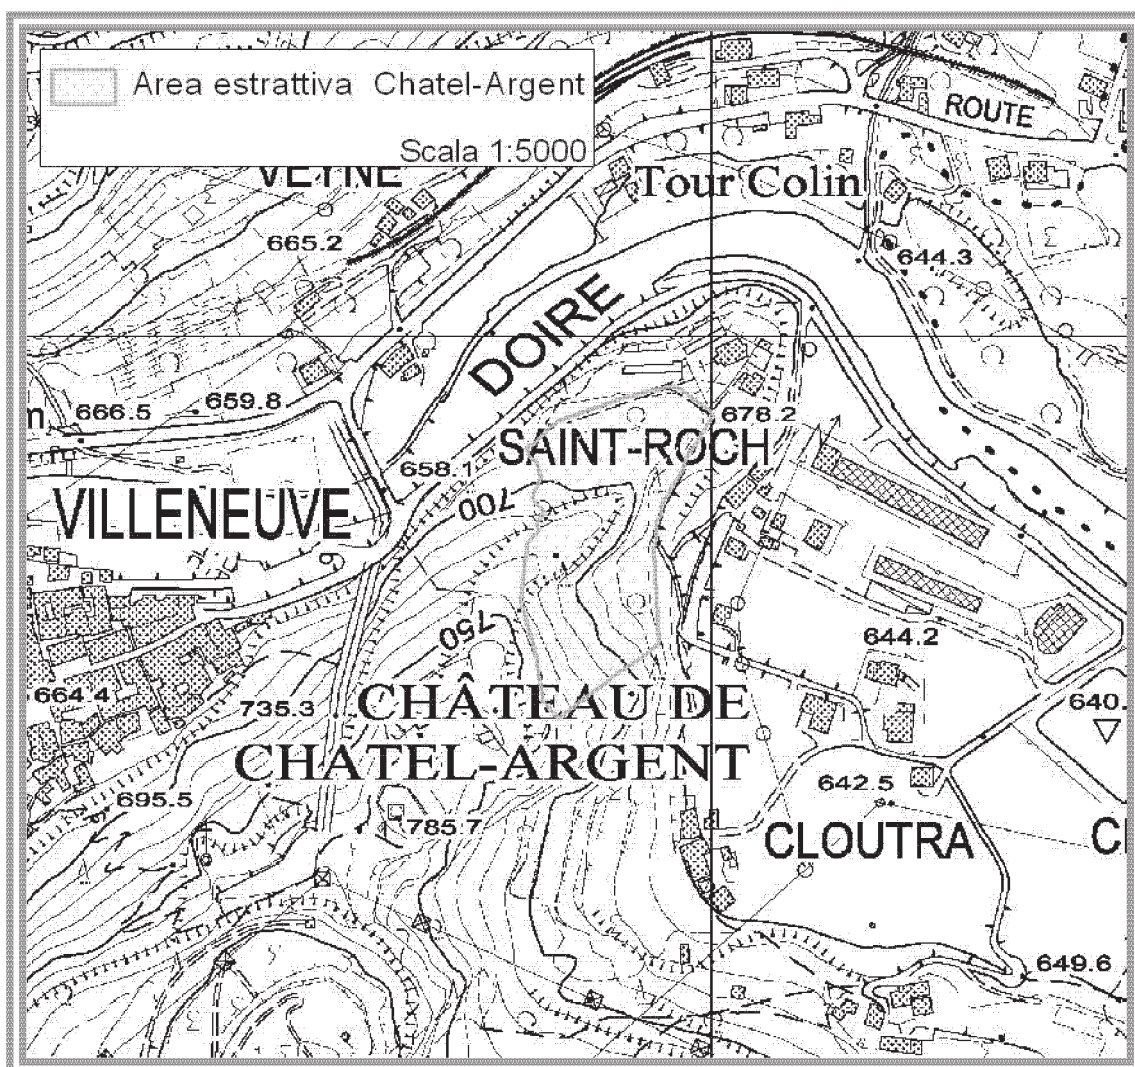 Area estrattiva Chatel-Argent
Scala 1:5000
ROUTE
VEYNE
Tour Colin
665.2
644.3
DOIRE
666.5
659.8
678.2
SAINT-ROCH
658.1
700
VILLENEUVE
750
644.2
664.4
735.3
CHÂTEAU DE
640.
CHATEL-ARGENT
642.5
695.5
785.7
CLOUTRA
649.6